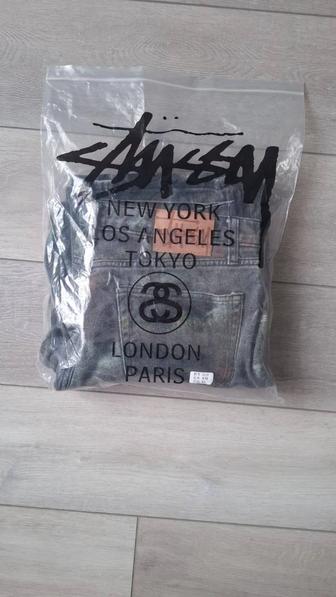 Stüssy
NEW YORK
LOS ANGELES
TOKYO
LONDON
PARIS